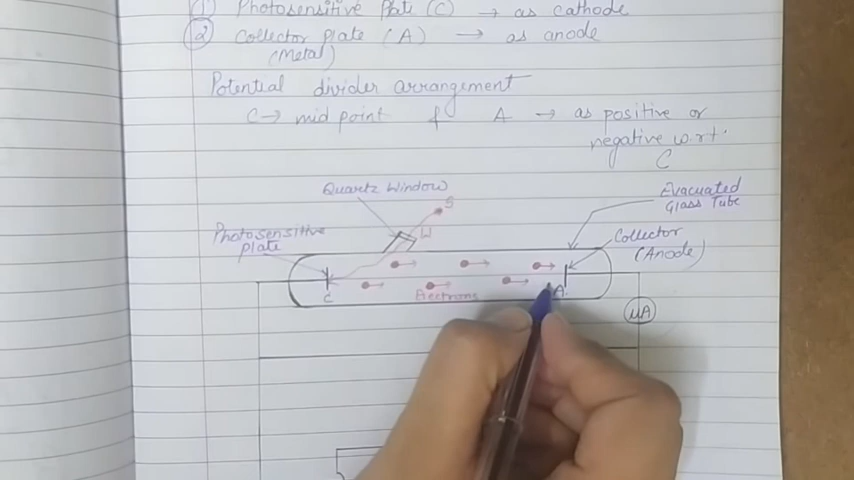 ① Photosensitive Plate (C) → as cathode
② Collector plate (A) → as anode
(Metal)
Potential divider arrangement
C → mid point & A → as positive or
negative w.r.t.
C
Quartz Window
S
Evacuated
Glass Tube
W
Photosensitive
plate
Collector
(Anode)
C
Electrons
A
μA